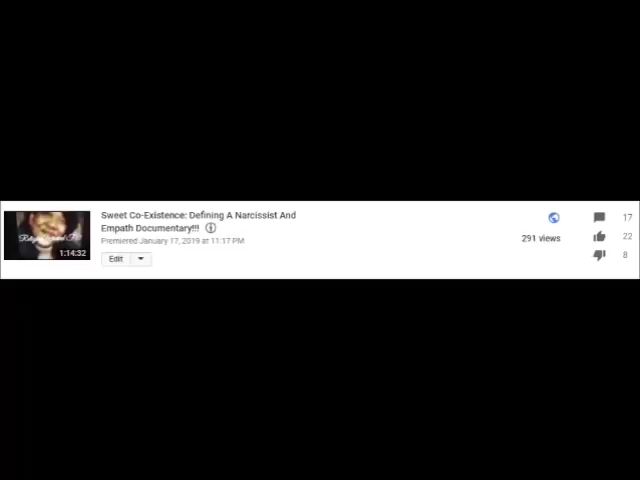 Sweet Co-Existence: Defining A Narcissist And
Empath Documentary!!!
Premiered January 17, 2019 at 11:17 PM
1:14:32
Edit
291 views
17
22
8